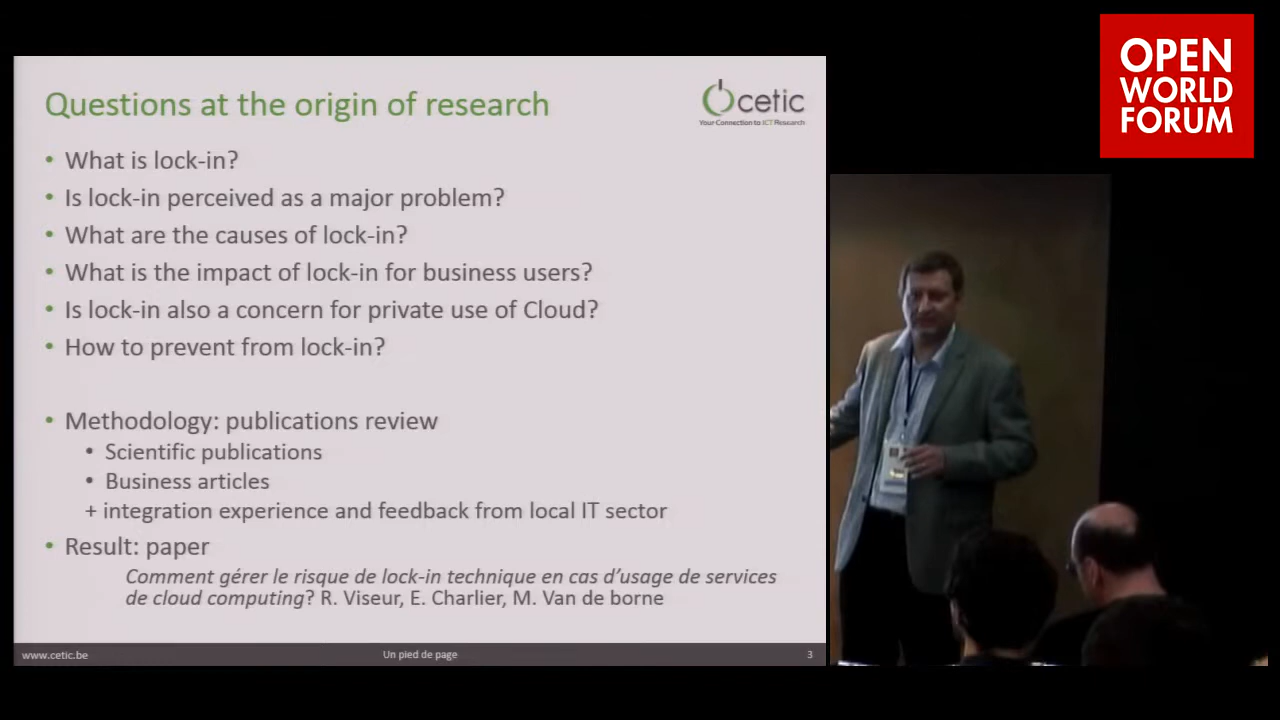 OPEN
WORLD
FORUM
Questions at the origin of research
cetic
Your Connection to ICT Research
• What is lock-in?
• Is lock-in perceived as a major problem?
• What are the causes of lock-in?
• What is the impact of lock-in for business users?
• Is lock-in also a concern for private use of Cloud?
• How to prevent from lock-in?
• Methodology: publications review
• Scientific publications
• Business articles
+ integration experience and feedback from local IT sector
• Result: paper
Comment gérer le risque de lock-in technique en cas d'usage de services
de cloud computing? R. Viseur, E. Charlier, M. Van de borne
www.cetic.be
Un pied de page
3